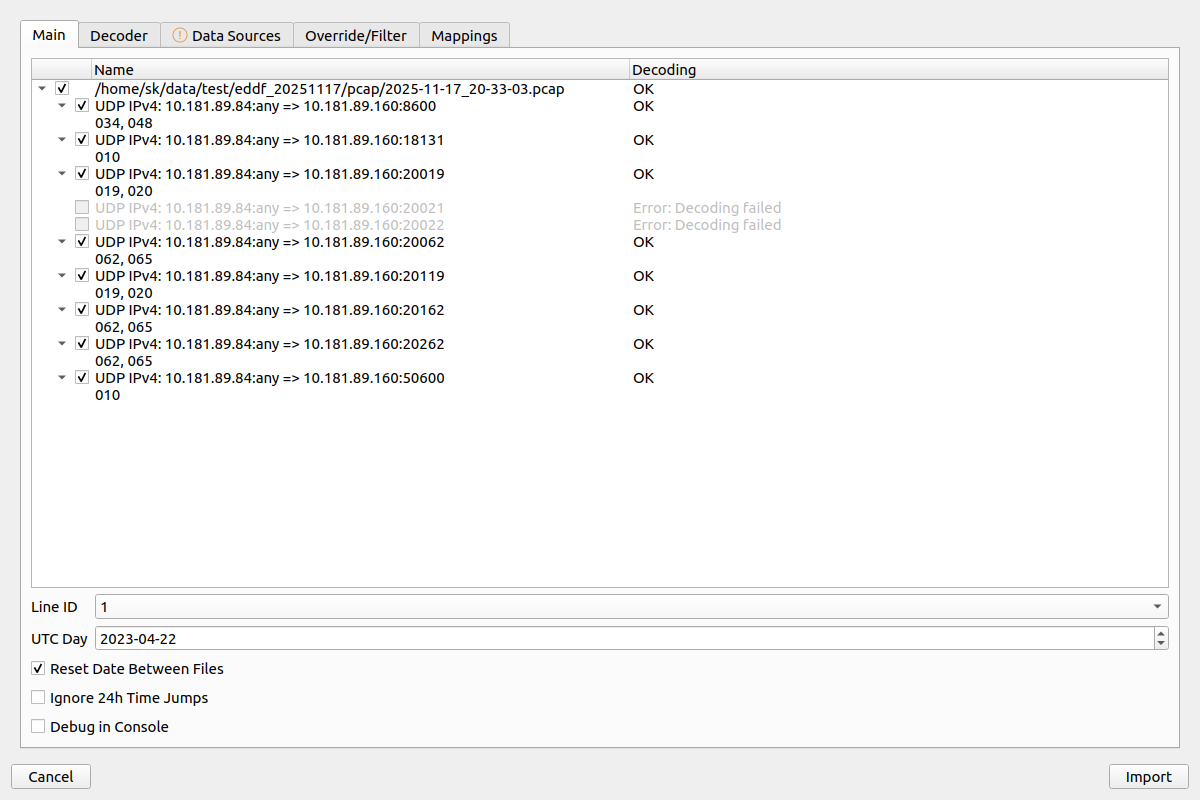 Main Decoder Data Sources Override/Filter Mappings
Name Decoding
/home/sk/data/test/eddf_20251117/pcap/2025-11-17_20-33-03.pcap OK
UDP IPv4: 10.181.89.84:any => 10.181.89.160:8600 OK
034, 048
UDP IPv4: 10.181.89.84:any => 10.181.89.160:18131 OK
010
UDP IPv4: 10.181.89.84:any => 10.181.89.160:20019 OK
019, 020
UDP IPv4: 10.181.89.84:any => 10.181.89.160:20021 Error: Decoding failed
UDP IPv4: 10.181.89.84:any => 10.181.89.160:20022 Error: Decoding failed
UDP IPv4: 10.181.89.84:any => 10.181.89.160:20062 OK
062, 065
UDP IPv4: 10.181.89.84:any => 10.181.89.160:20119 OK
019, 020
UDP IPv4: 10.181.89.84:any => 10.181.89.160:20162 OK
062, 065
UDP IPv4: 10.181.89.84:any => 10.181.89.160:20262 OK
062, 065
UDP IPv4: 10.181.89.84:any => 10.181.89.160:50600 OK
010
Line ID 1
UTC Day 2023-04-22
Reset Date Between Files
Ignore 24h Time Jumps
Debug in Console
Cancel Import